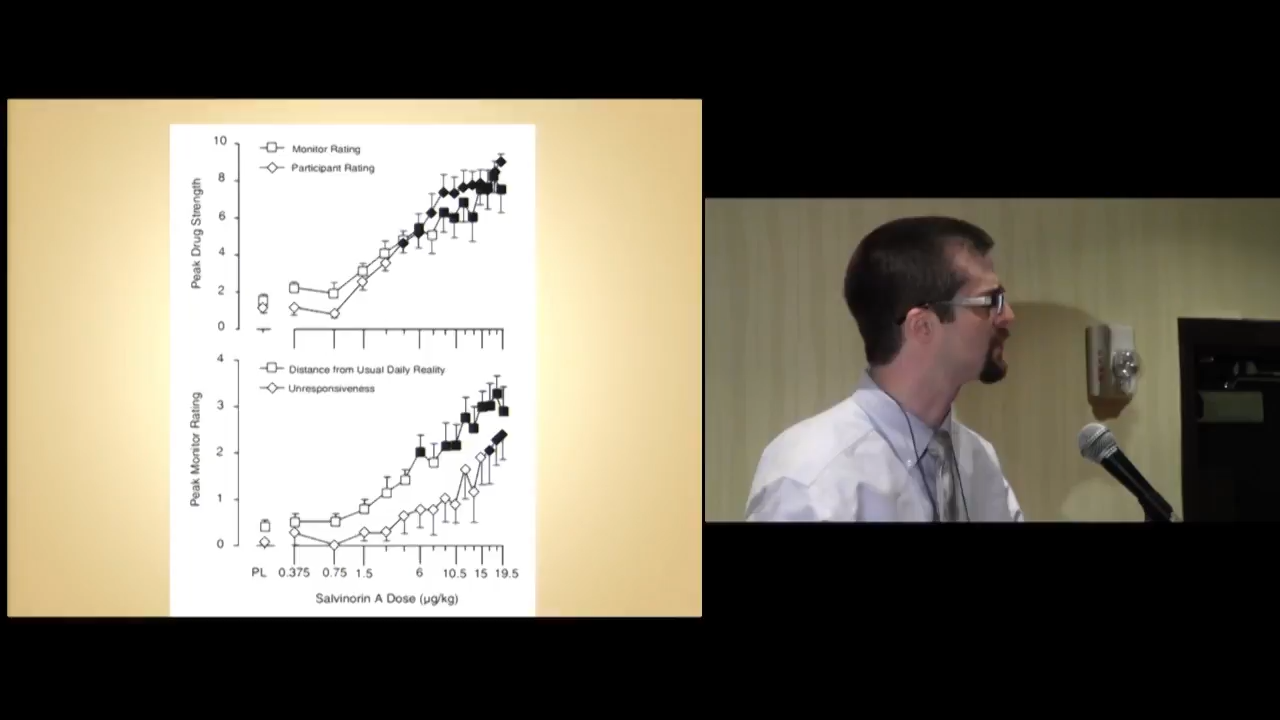 10
Monitor Rating
Participant Rating
8
6
4
2
0
Peak Drug Strength
4
Distance from Usual Daily Reality
Unresponsiveness
3
2
1
0
Peak Monitor Rating
PL 0.375 0.75 1.5 6 10.5 15 19.5
Salvinorin A Dose (µg/kg)